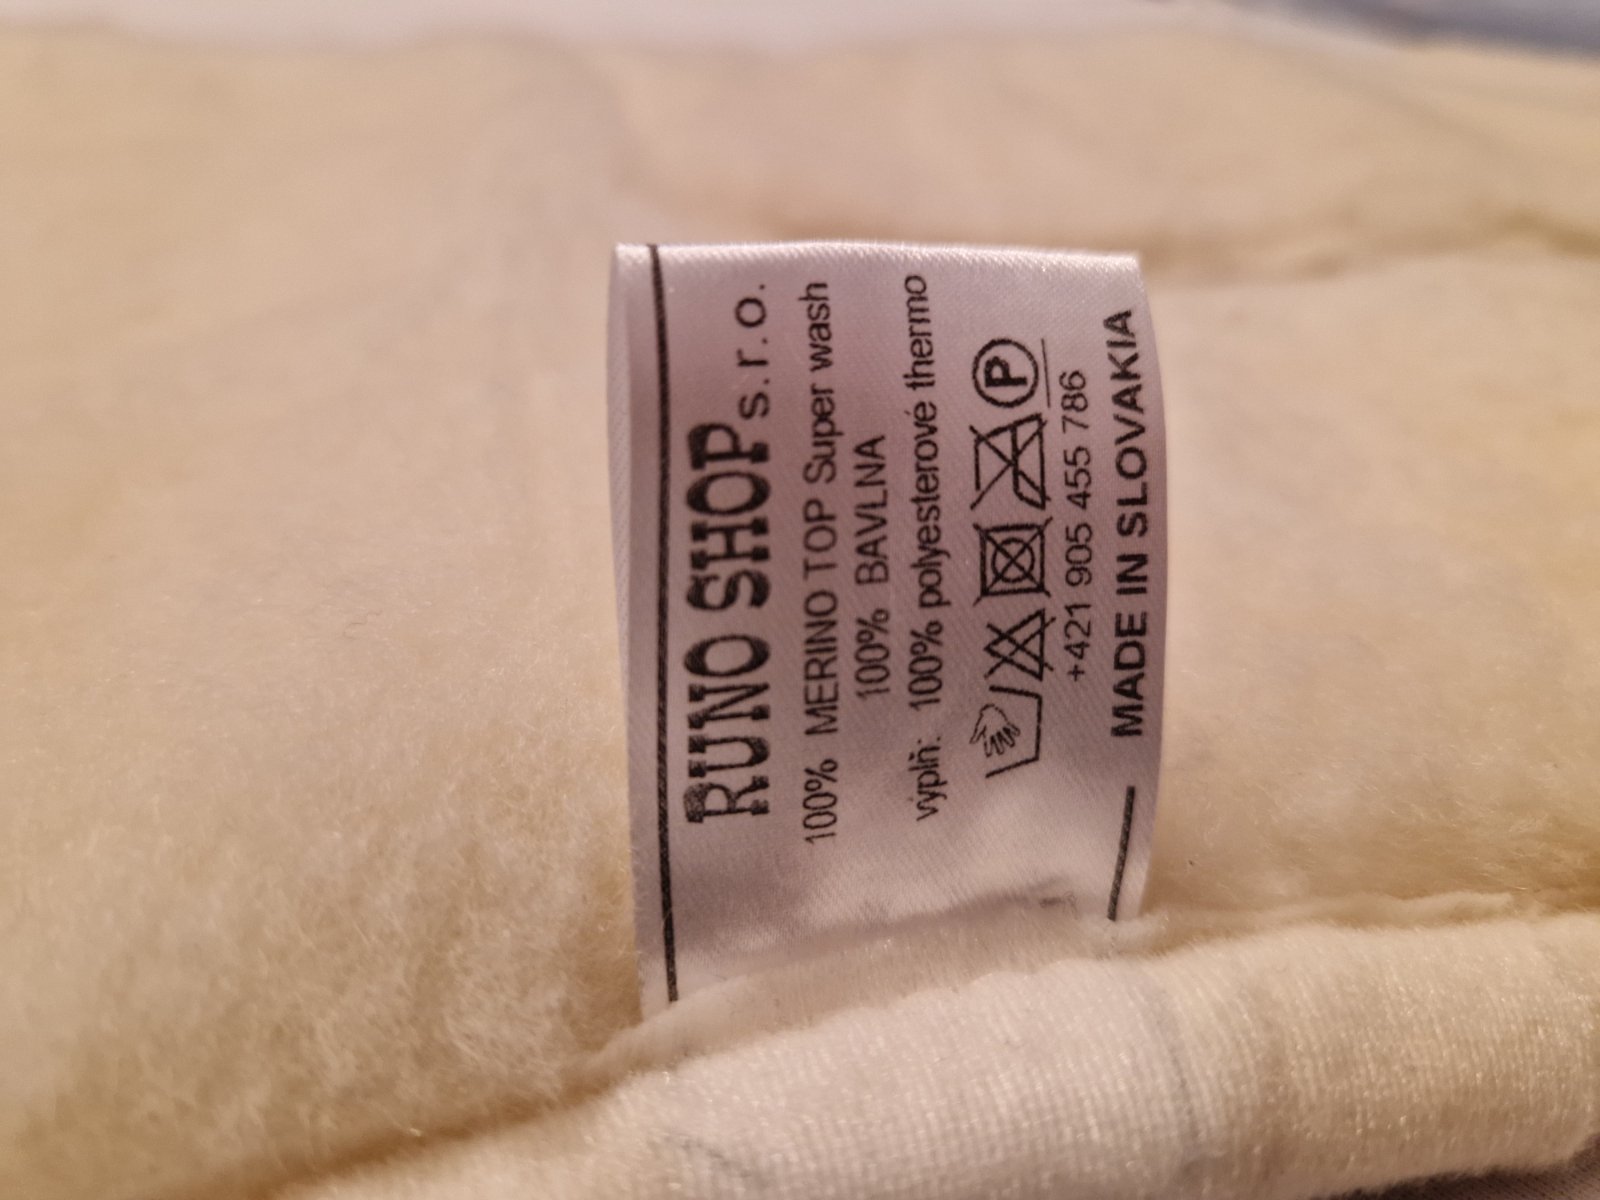 RUNO SHOP s.r.o.
100% MERINO TOP Super wash
100% BAVLNA
výplň: 100% polyesterové thermo
P
+421 905 455 786
MADE IN SLOVAKIA